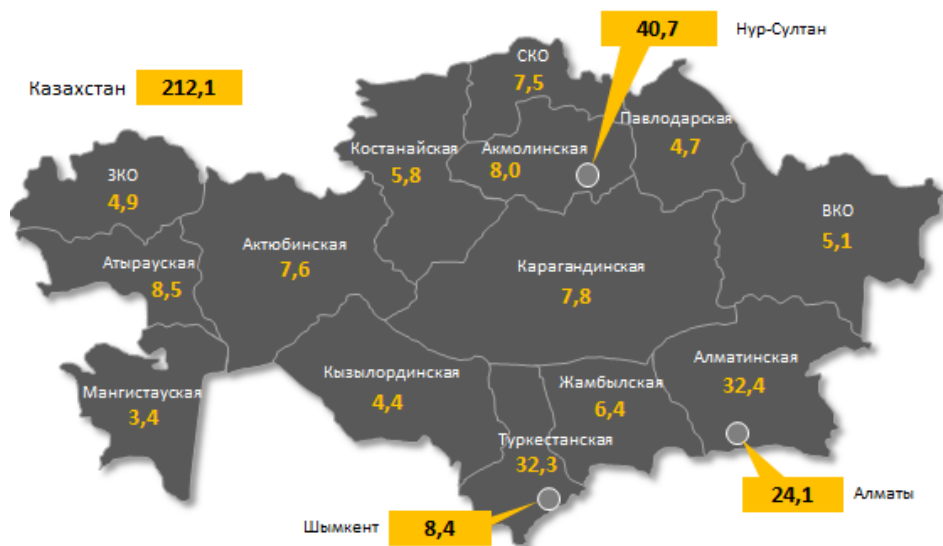 40,7
Нур-Султан
Казахстан
212,1
СКО
7,5
Павлодарская
4,7
Костанайская
5,8
Акмолинская
8,0
ЗКО
4,9
ВКО
5,1
Актюбинская
7,6
Атырауская
8,5
Карагандинская
7,8
Алматинская
32,4
Кызылординская
4,4
Жамбылская
6,4
Мангистауская
3,4
Туркестанская
32,3
24,1
Алматы
Шымкент
8,4